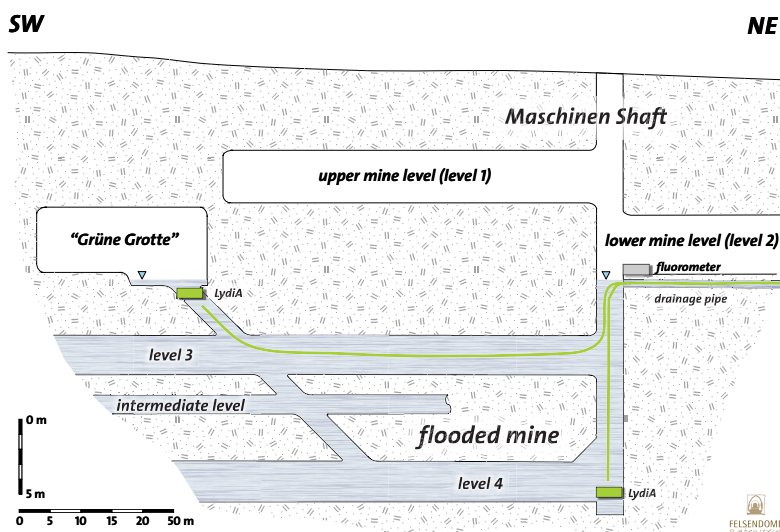 SW
NE
Maschinen Shaft
upper mine level (level 1)
“Grüne Grotte”
lower mine level (level 2)
fluorometer
LydiA
drainage pipe
level 3
intermediate level
flooded mine
0 m
5 m
level 4
LydiA
0 5 10 15 20 50 m
FELSENDOME